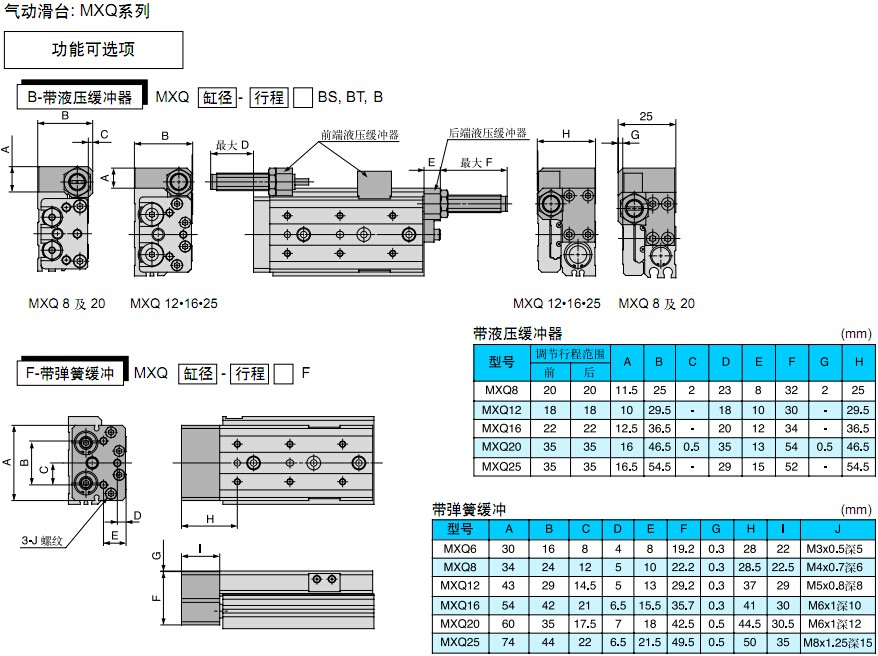 气动滑台: MXQ系列
功能可选项
B-带液压缓冲器 MXQ 缸径 - 行程 □ BS, BT, B
B
C
A
B
A
最大 D
前端液压缓冲器
后端液压缓冲器
E
最大 F
H
25
G
MXQ 8 及 20
MXQ 12•16•25
MXQ 12•16•25
MXQ 8 及 20
F-带弹簧缓冲 MXQ 缸径 - 行程 □ F
A
B
C
D
E
3-J 螺纹
H
I
G
F
带液压缓冲器 (mm)
型号 调节行程范围 A B C D E F G H
前 后
MXQ8 20 20 11.5 25 2 23 8 32 2 25
MXQ12 18 18 10 29.5 - 18 10 30 - 29.5
MXQ16 22 22 12.5 36.5 - 20 12 34 - 36.5
MXQ20 35 35 16 46.5 0.5 35 13 54 0.5 46.5
MXQ25 35 35 16.5 54.5 - 29 15 52 - 54.5
带弹簧缓冲 (mm)
型号 A B C D E F G H I J
MXQ6 30 16 8 4 8 19.2 0.3 28 22 M3x0.5深5
MXQ8 34 24 12 5 10 22.2 0.3 28.5 22.5 M4x0.7深6
MXQ12 43 29 14.5 5 13 29.2 0.3 37 29 M5x0.8深8
MXQ16 54 42 21 6.5 15.5 35.7 0.3 41 30 M6x1深10
MXQ20 60 35 17.5 7 18 42.5 0.5 44.5 30.5 M6x1深12
MXQ25 74 44 22 6.5 21.5 49.5 0.5 50 35 M8x1.25深15